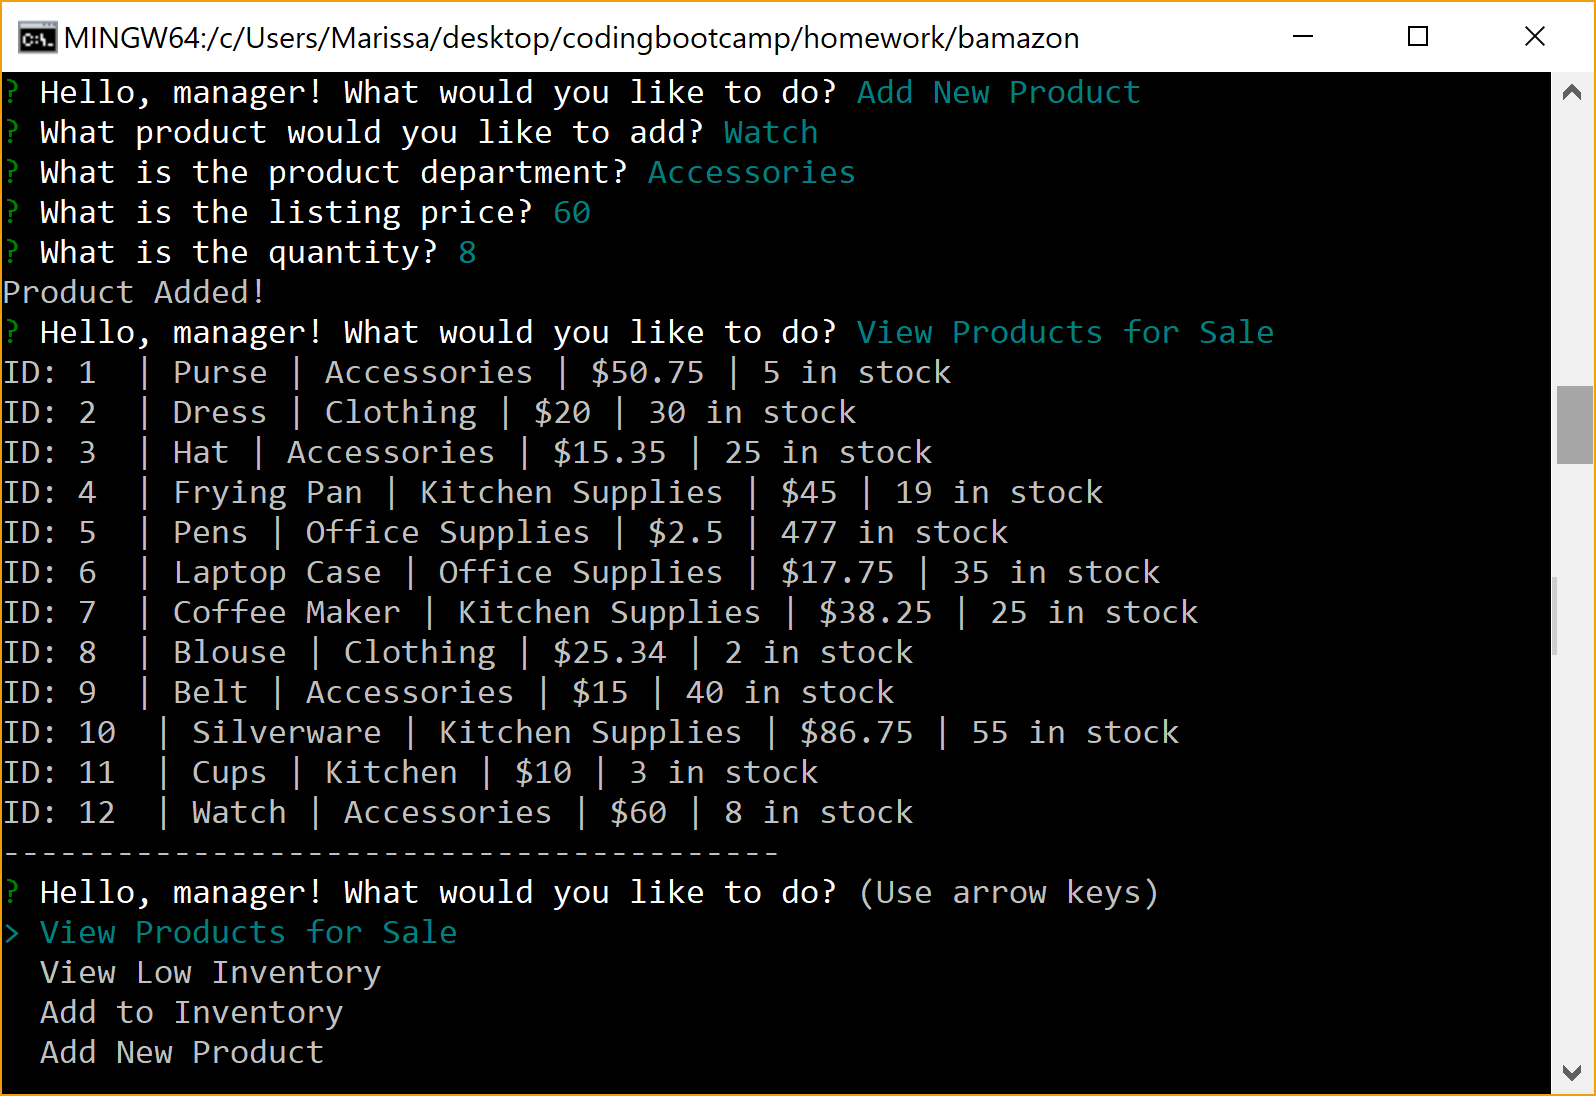 MINGW64:/c/Users/Marissa/desktop/codingbootcamp/homework/bamazon
? Hello, manager! What would you like to do? Add New Product
? What product would you like to add? Watch
? What is the product department? Accessories
? What is the listing price? 60
? What is the quantity? 8
Product Added!
? Hello, manager! What would you like to do? View Products for Sale
ID: 1  | Purse | Accessories | $50.75 | 5 in stock
ID: 2  | Dress | Clothing | $20 | 30 in stock
ID: 3  | Hat | Accessories | $15.35 | 25 in stock
ID: 4  | Frying Pan | Kitchen Supplies | $45 | 19 in stock
ID: 5  | Pens | Office Supplies | $2.5 | 477 in stock
ID: 6  | Laptop Case | Office Supplies | $17.75 | 35 in stock
ID: 7  | Coffee Maker | Kitchen Supplies | $38.25 | 25 in stock
ID: 8  | Blouse | Clothing | $25.34 | 2 in stock
ID: 9  | Belt | Accessories | $15 | 40 in stock
ID: 10  | Silverware | Kitchen Supplies | $86.75 | 55 in stock
ID: 11  | Cups | Kitchen | $10 | 3 in stock
ID: 12  | Watch | Accessories | $60 | 8 in stock
-----------------------------------------
? Hello, manager! What would you like to do? (Use arrow keys)
> View Products for Sale
  View Low Inventory
  Add to Inventory
  Add New Product